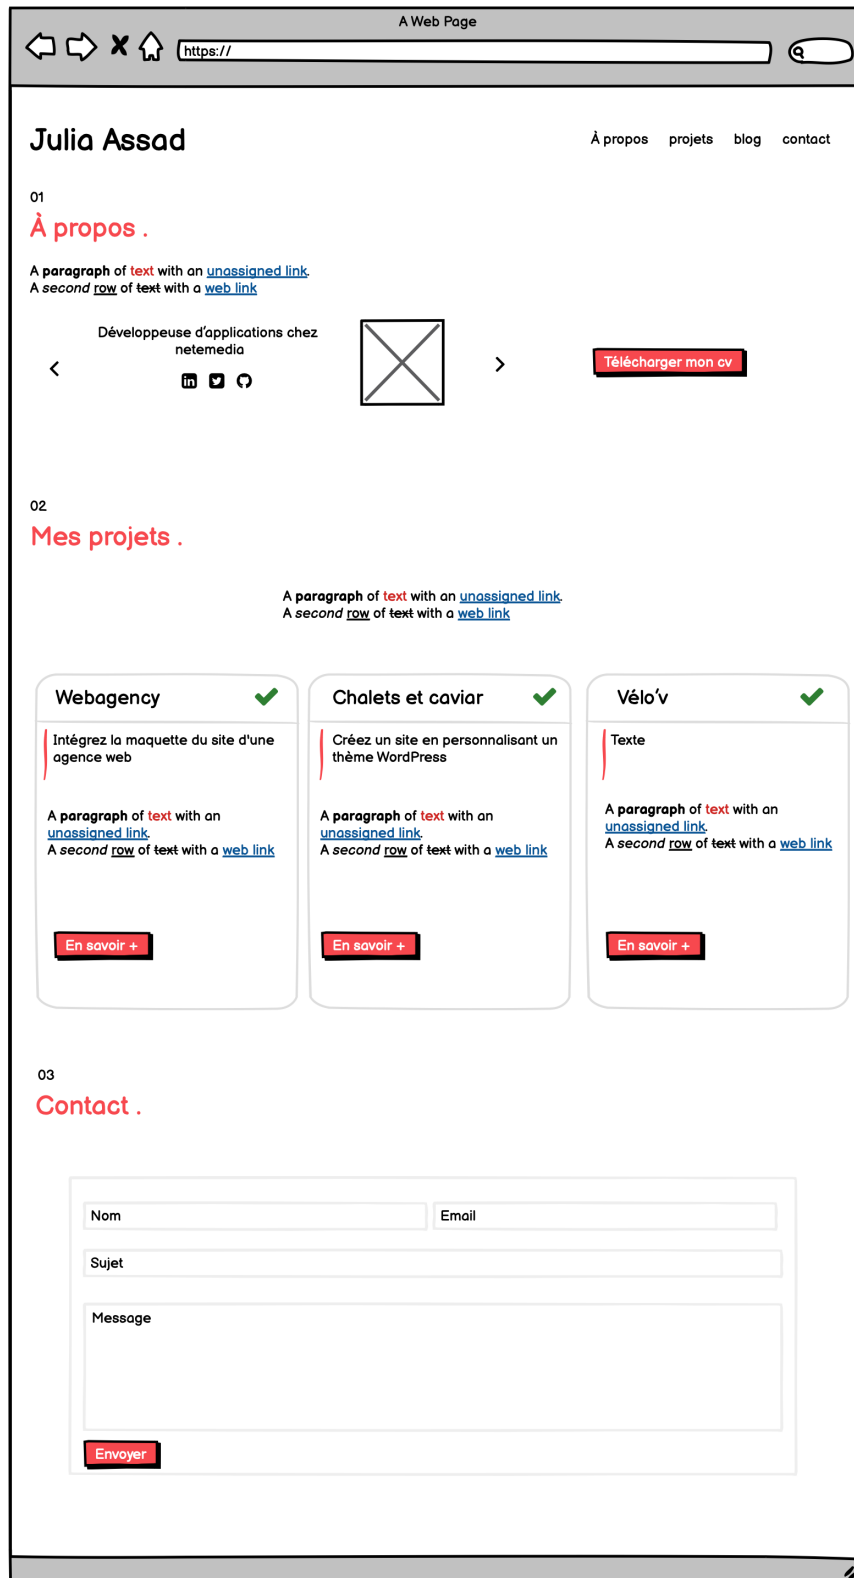 A Web Page
https://
Julia Assad
À propos projets blog contact
01
À propos .
A paragraph of text with an unassigned link.
A second row of text with a web link
Développeuse d'applications chez
netemedia
Télécharger mon cv
02
Mes projets .
A paragraph of text with an unassigned link.
A second row of text with a web link
Webagency
Intégrez la maquette du site d'une
agence web
A paragraph of text with an
unassigned link.
A second row of text with a web link
En savoir +
Chalets et caviar
Créez un site en personnalisant un
thème WordPress
A paragraph of text with an
unassigned link.
A second row of text with a web link
En savoir +
Vélo'v
Texte
A paragraph of text with an
unassigned link.
A second row of text with a web link
En savoir +
03
Contact .
Nom
Email
Sujet
Message
Envoyer